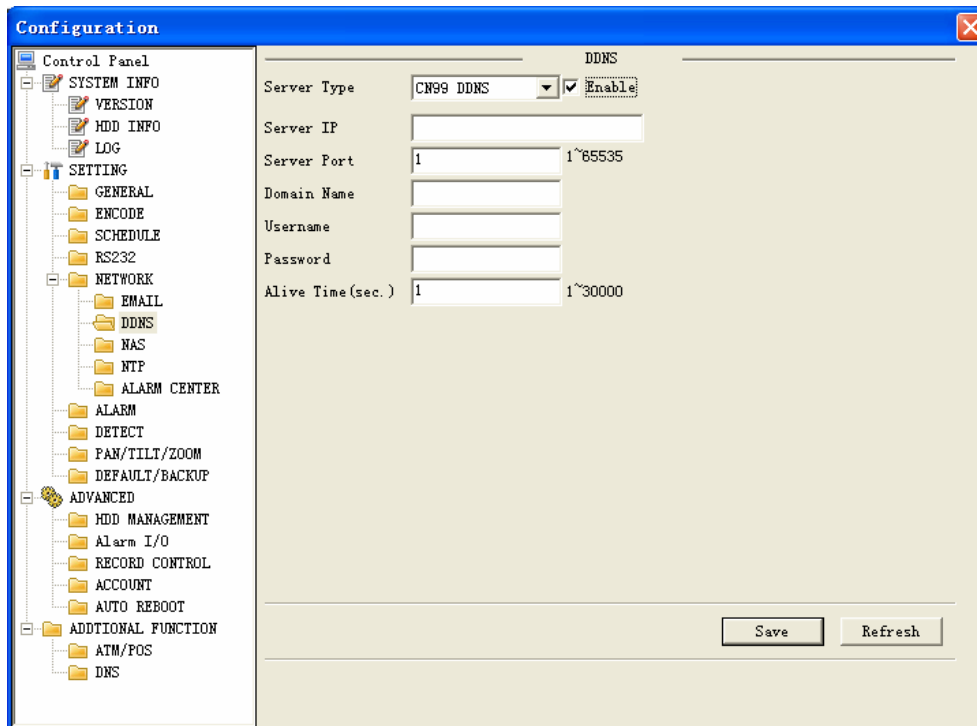 Configuration
Control Panel
SYSTEM INFO
VERSION
HDD INFO
LOG
SETTING
GENERAL
ENCODE
SCHEDULE
RS232
NETWORK
EMAIL
DDNS
NAS
NTP
ALARM CENTER
ALARM
DETECT
PAN/TILT/ZOOM
DEFAULT/BACKUP
ADVANCED
HDD MANAGEMENT
Alarm I/O
RECORD CONTROL
ACCOUNT
AUTO REBOOT
ADDTIONAL FUNCTION
ATM/POS
DNS
DDNS
Server Type CN99 DDNS Enable
Server IP
Server Port 1 1~65535
Domain Name
Username
Password
Alive Time(sec.) 1 1~30000
Save Refresh